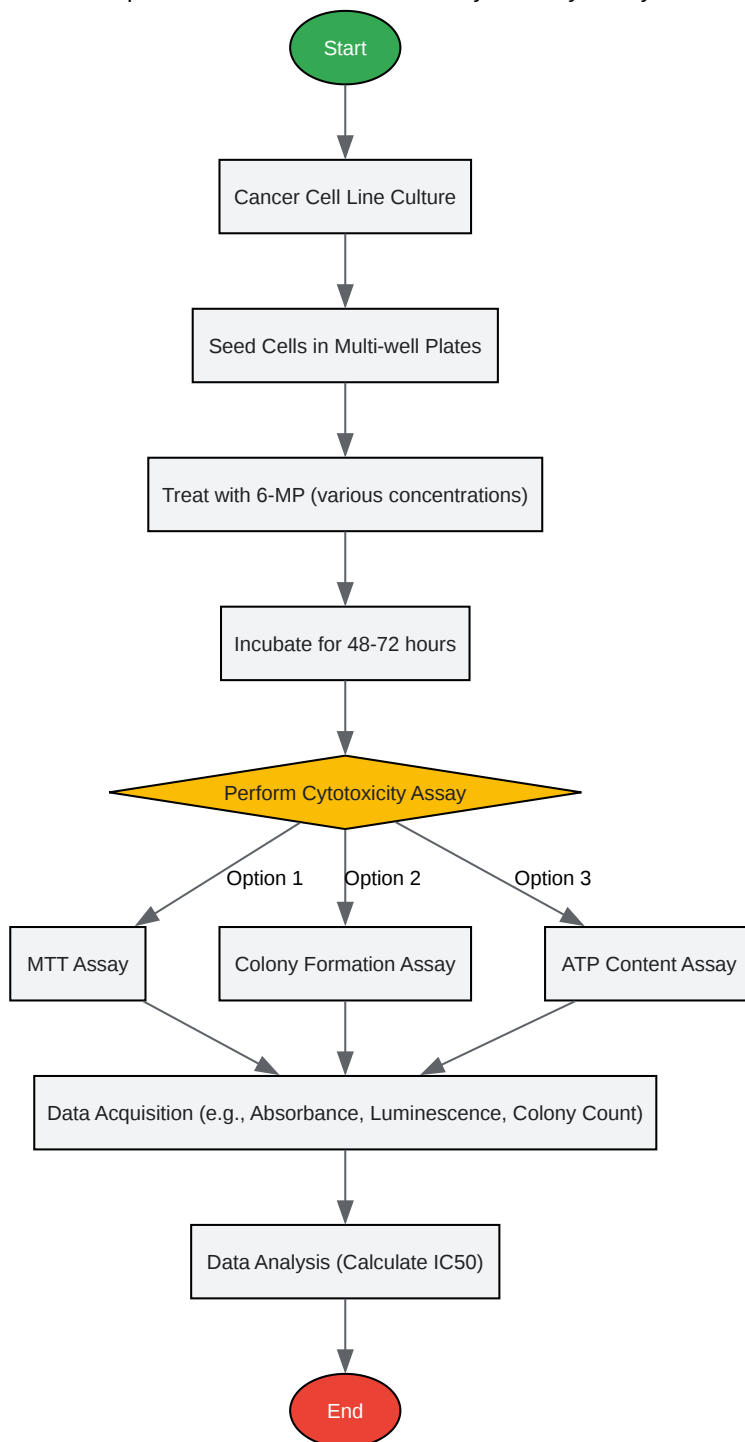 Start
Cancer Cell Line Culture
Seed Cells in Multi-well Plates
Treat with 6-MP (various concentrations)
Incubate for 48-72 hours
Perform Cytotoxicity Assay
Option 1
Option 2
Option 3
MTT Assay
Colony Formation Assay
ATP Content Assay
Data Acquisition (e.g., Absorbance, Luminescence, Colony Count)
Data Analysis (Calculate IC50)
End